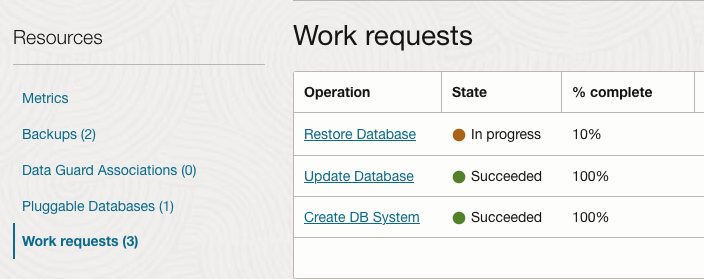 Resources
Metrics
Backups (2)
Data Guard Associations (0)
Pluggable Databases (1)
Work requests (3)
Work requests
Operation State % complete
Restore Database In progress 10%
Update Database Succeeded 100%
Create DB System Succeeded 100%